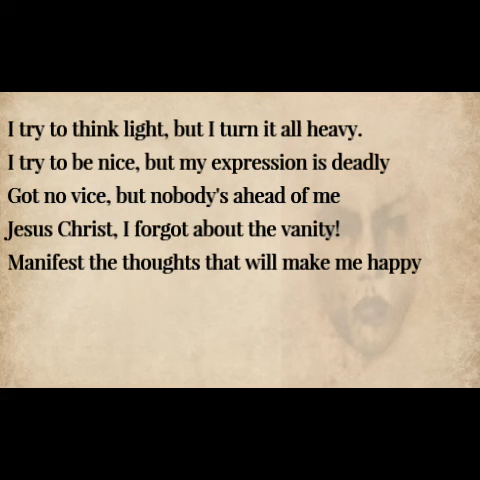 I try to think light, but I turn it all heavy.
I try to be nice, but my expression is deadly
Got no vice, but nobody's ahead of me
Jesus Christ, I forgot about the vanity!
Manifest the thoughts that will make me happy